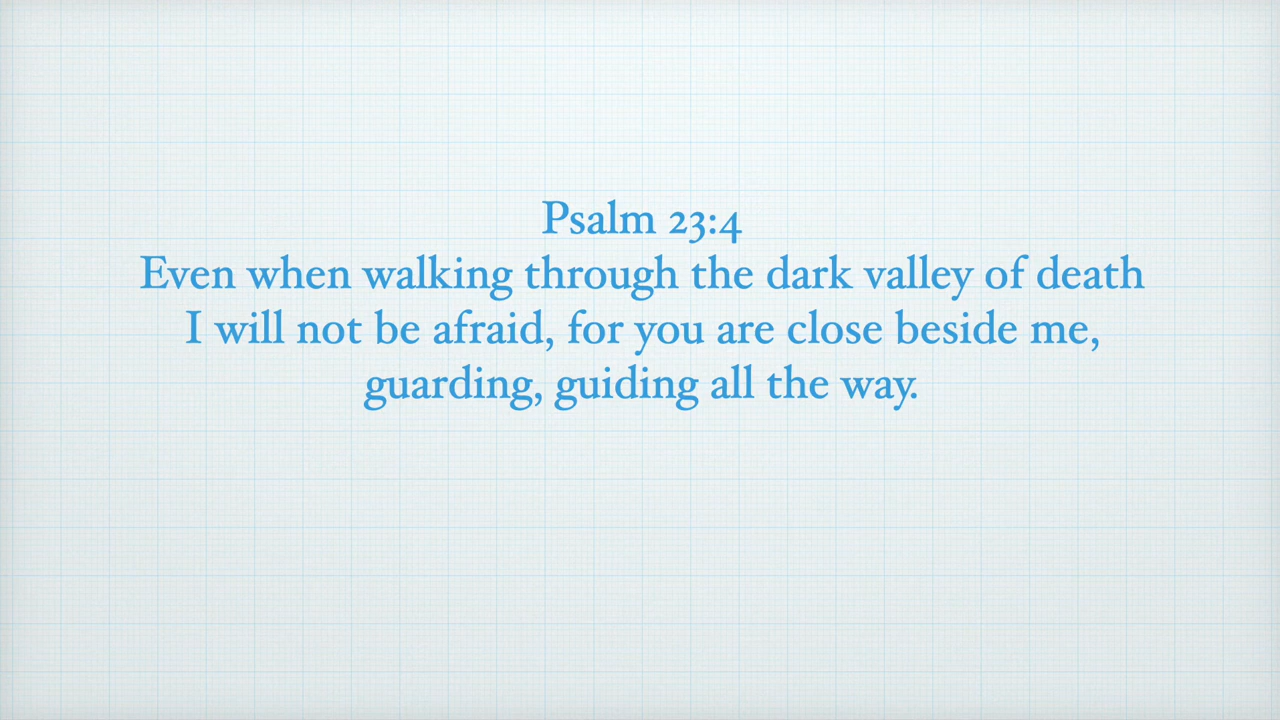 Psalm 23:4
Even when walking through the dark valley of death
I will not be afraid, for you are close beside me,
guarding, guiding all the way.